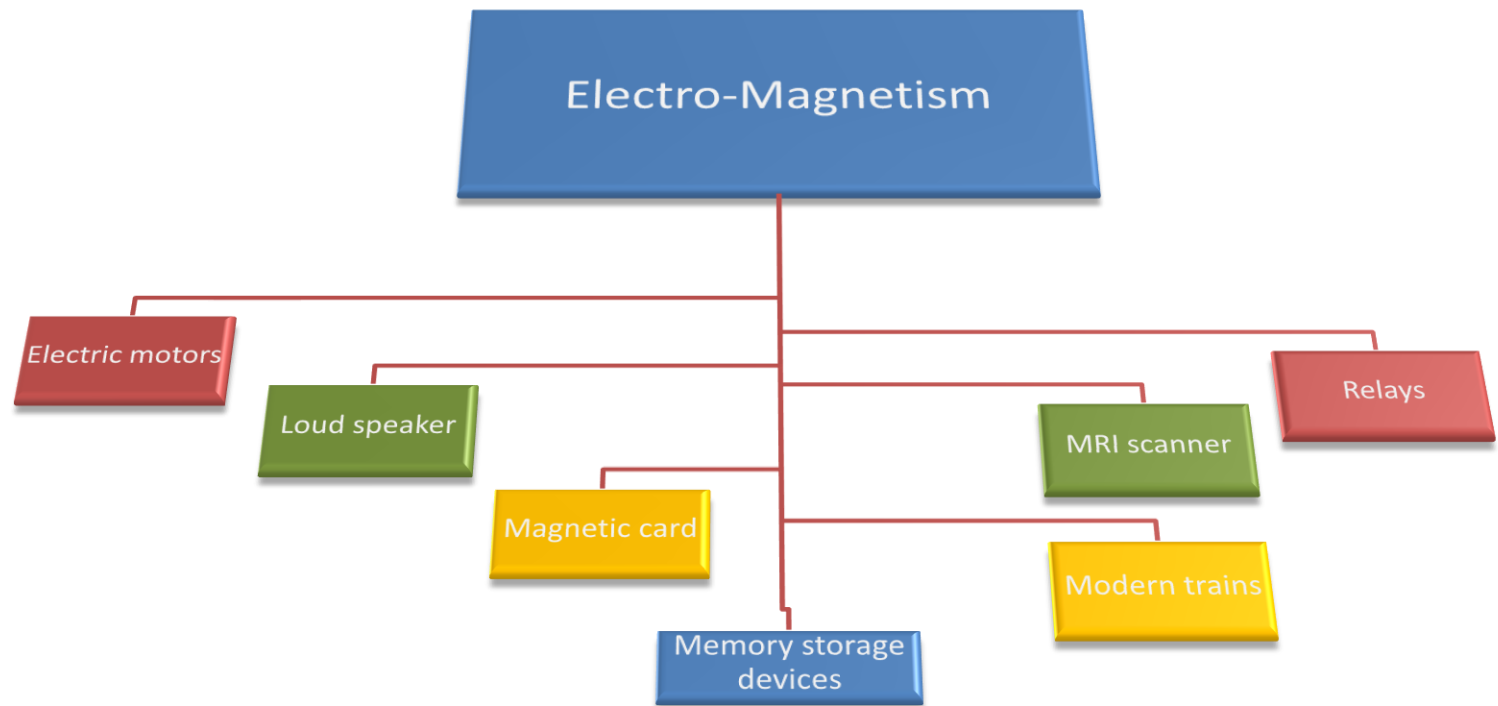 Electro-Magnetism
Electric motors
Relays
Loud speaker
MRI scanner
Magnetic card
Modern trains
Memory storage
devices